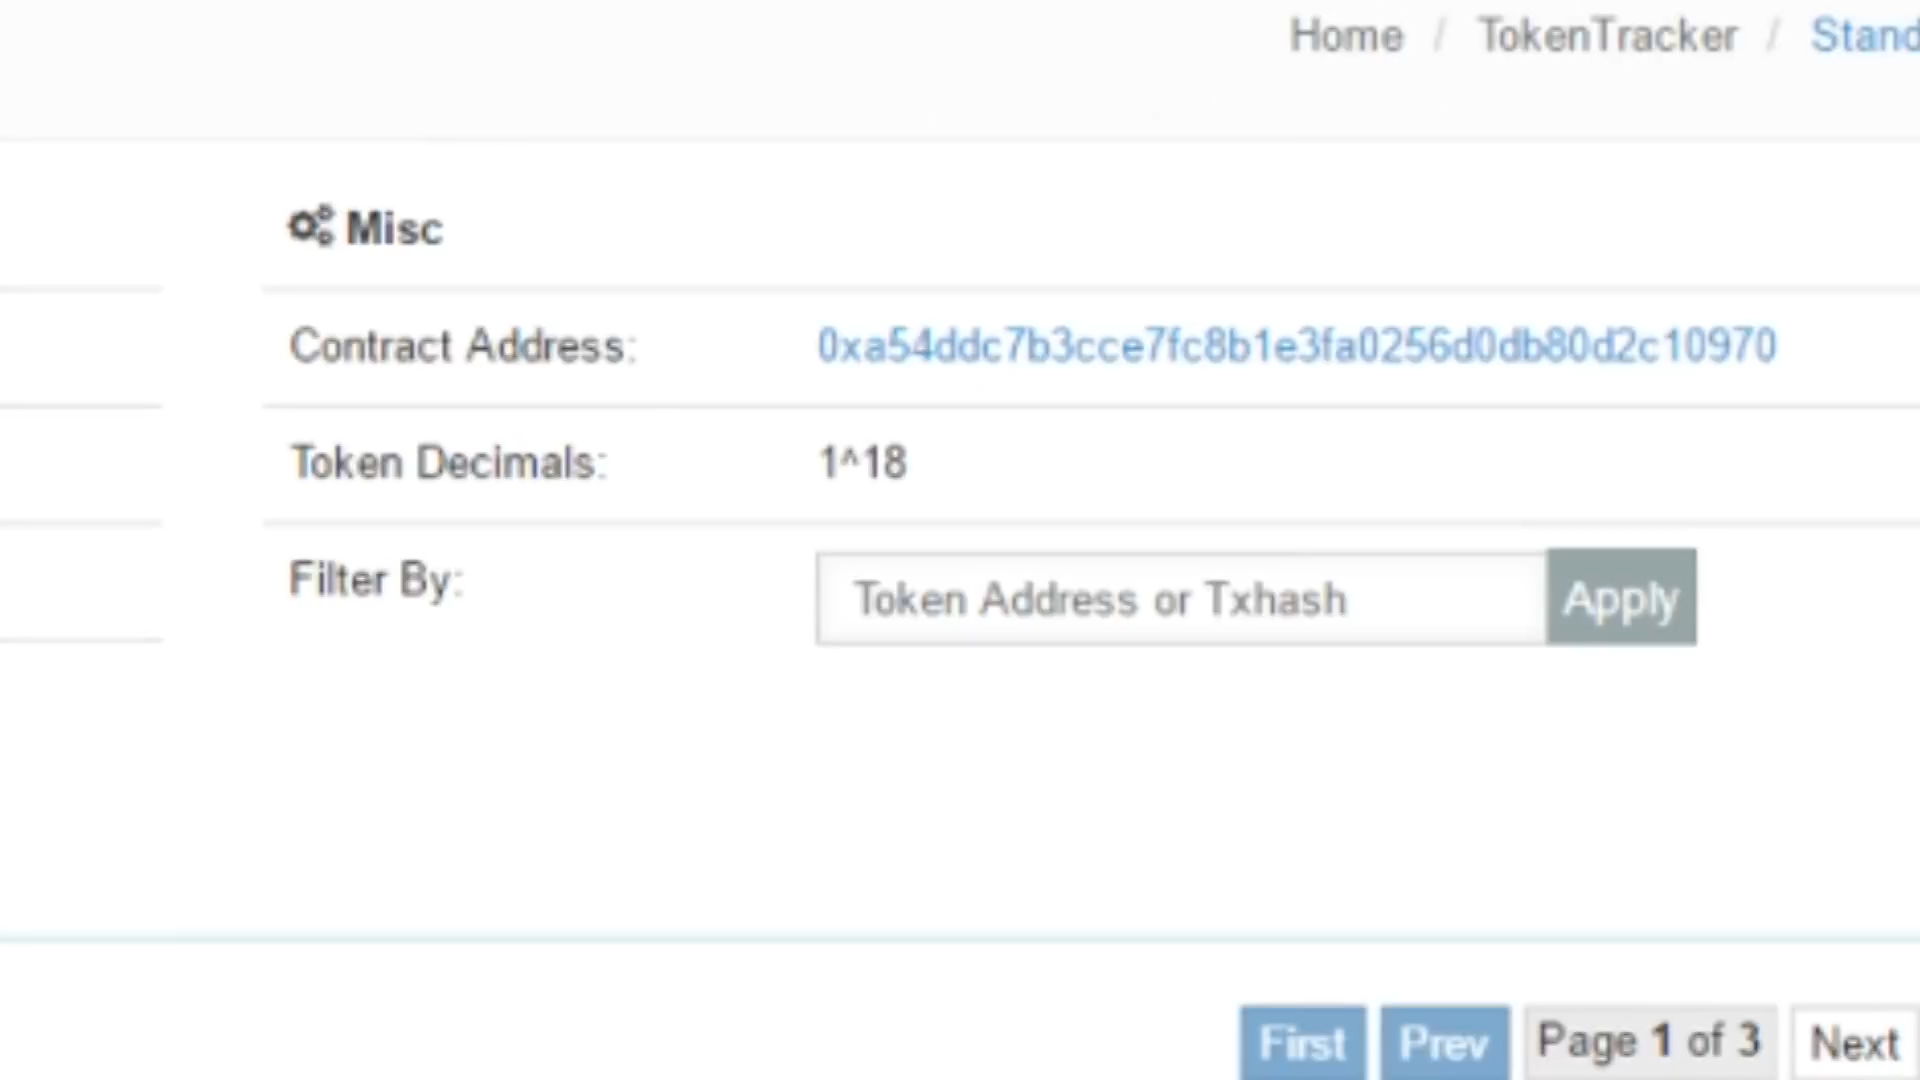 Home / TokenTracker / Stand
Misc
Contract Address: 0xa54ddc7b3cce7fc8b1e3fa0256d0db80d2c10970
Token Decimals: 1^18
Filter By: Token Address or Txhash Apply
First Prev Page 1 of 3 Next